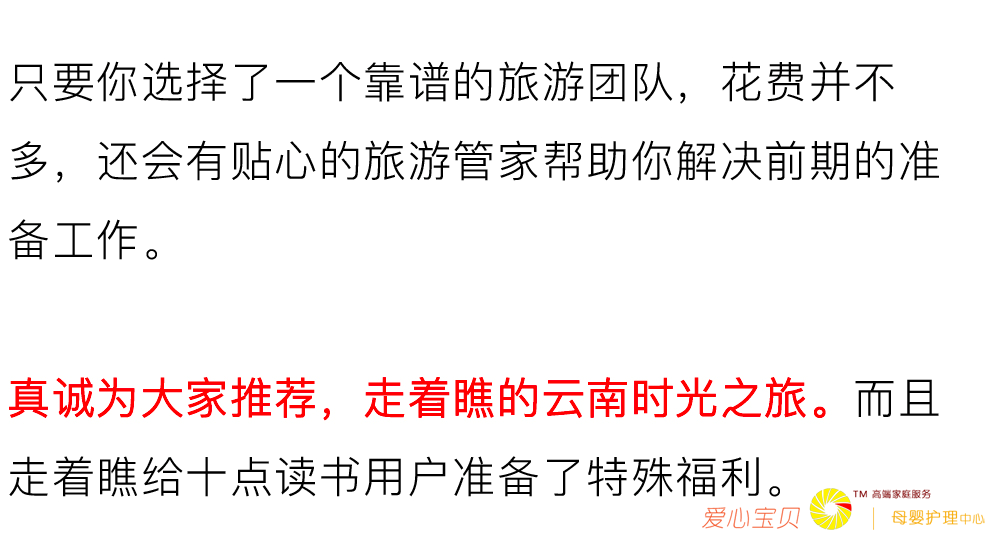 只要你选择了一个靠谱的旅游团队，花费并不
多，还会有贴心的旅游管家帮助你解决前期的准
备工作。
真诚为大家推荐，走着瞧的云南时光之旅。而且
走着瞧给十点读书用户准备了特殊福利。
爱心宝贝 TM 高端家庭服务 母婴护理中心